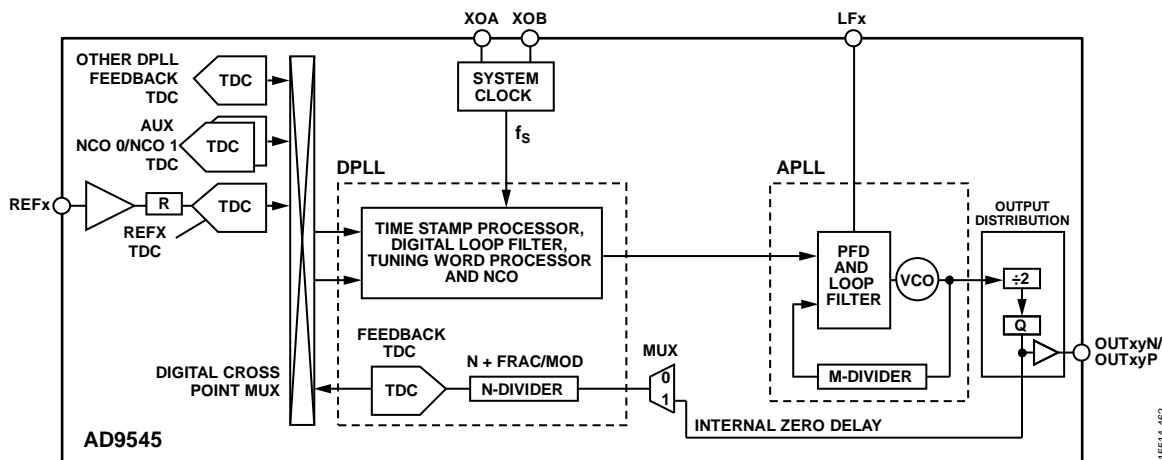 XOA
XOB
LFx
OTHER DPLL
FEEDBACK
TDC
TDC
SYSTEM
CLOCK
AUX
NCO 0/NCO 1
TDC
TDC
fS
DPLL
APLL
OUTPUT
DISTRIBUTION
REFx
R
TDC
REFX
TDC
TIME STAMP PROCESSOR,
DIGITAL LOOP FILTER,
TUNING WORD PROCESSOR
AND NCO
PFD
AND
LOOP
FILTER
VCO
÷2
Q
OUTxyN/
OUTxyP
FEEDBACK
TDC
N + FRAC/MOD
MUX
DIGITAL CROSS
POINT MUX
TDC
N-DIVIDER
0
1
M-DIVIDER
INTERNAL ZERO DELAY
AD9545